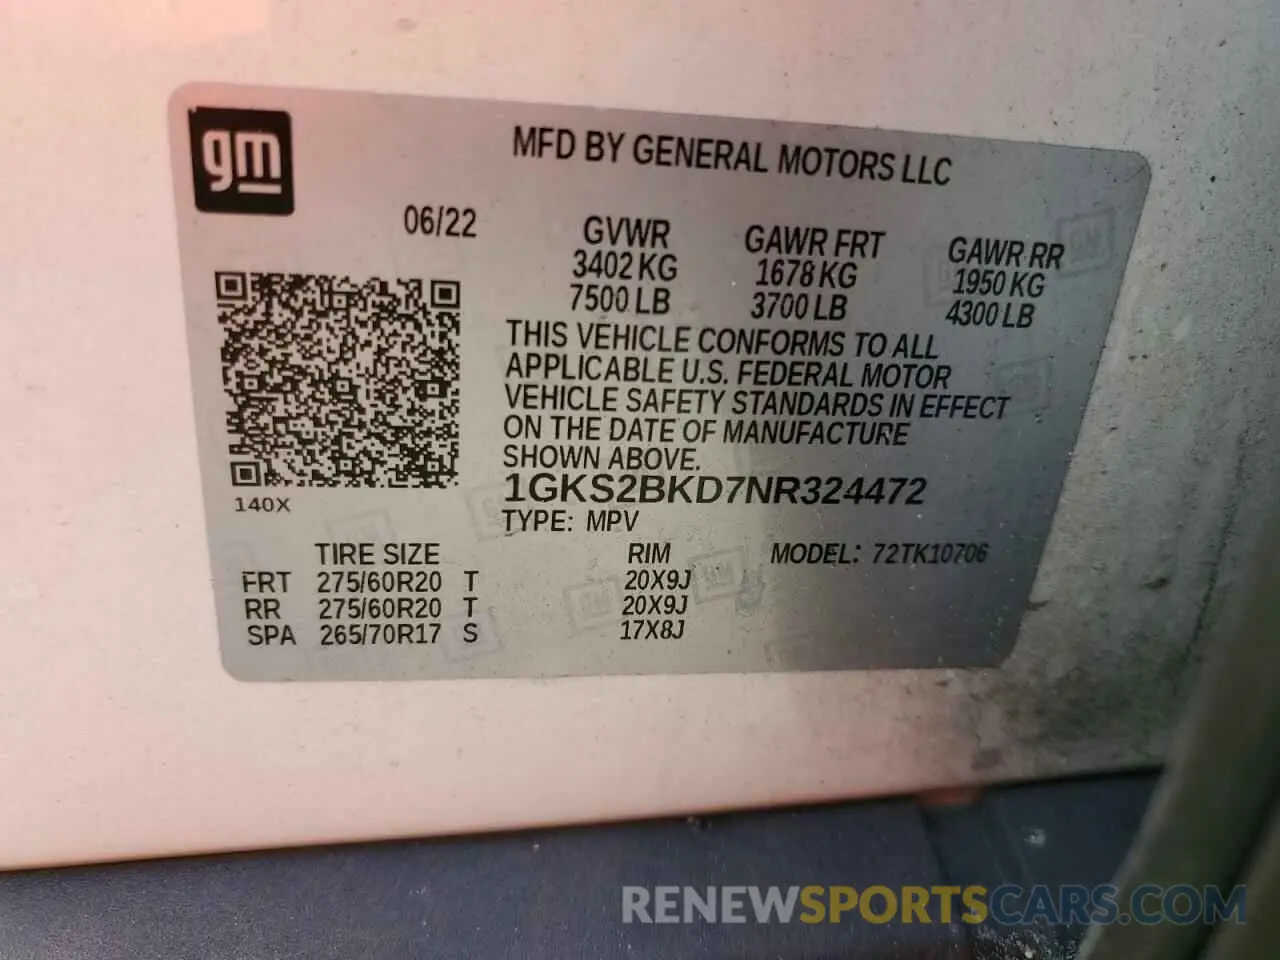 gm
MFD BY GENERAL MOTORS LLC
06/22
GVWR GAWR FRT GAWR RR
3402 KG 1678 KG 1950 KG
7500 LB 3700 LB 4300 LB
THIS VEHICLE CONFORMS TO ALL
APPLICABLE U.S. FEDERAL MOTOR
VEHICLE SAFETY STANDARDS IN EFFECT
ON THE DATE OF MANUFACTURE
SHOWN ABOVE.
1GKS2BKD7NR324472
140X
TYPE: MPV
TIRE SIZE RIM MODEL: 72TK10706
FRT 275/60R20 T 20X9J
RR 275/60R20 T 20X9J
SPA 265/70R17 S 17X8J
RENEWSPORTSCARS.COM